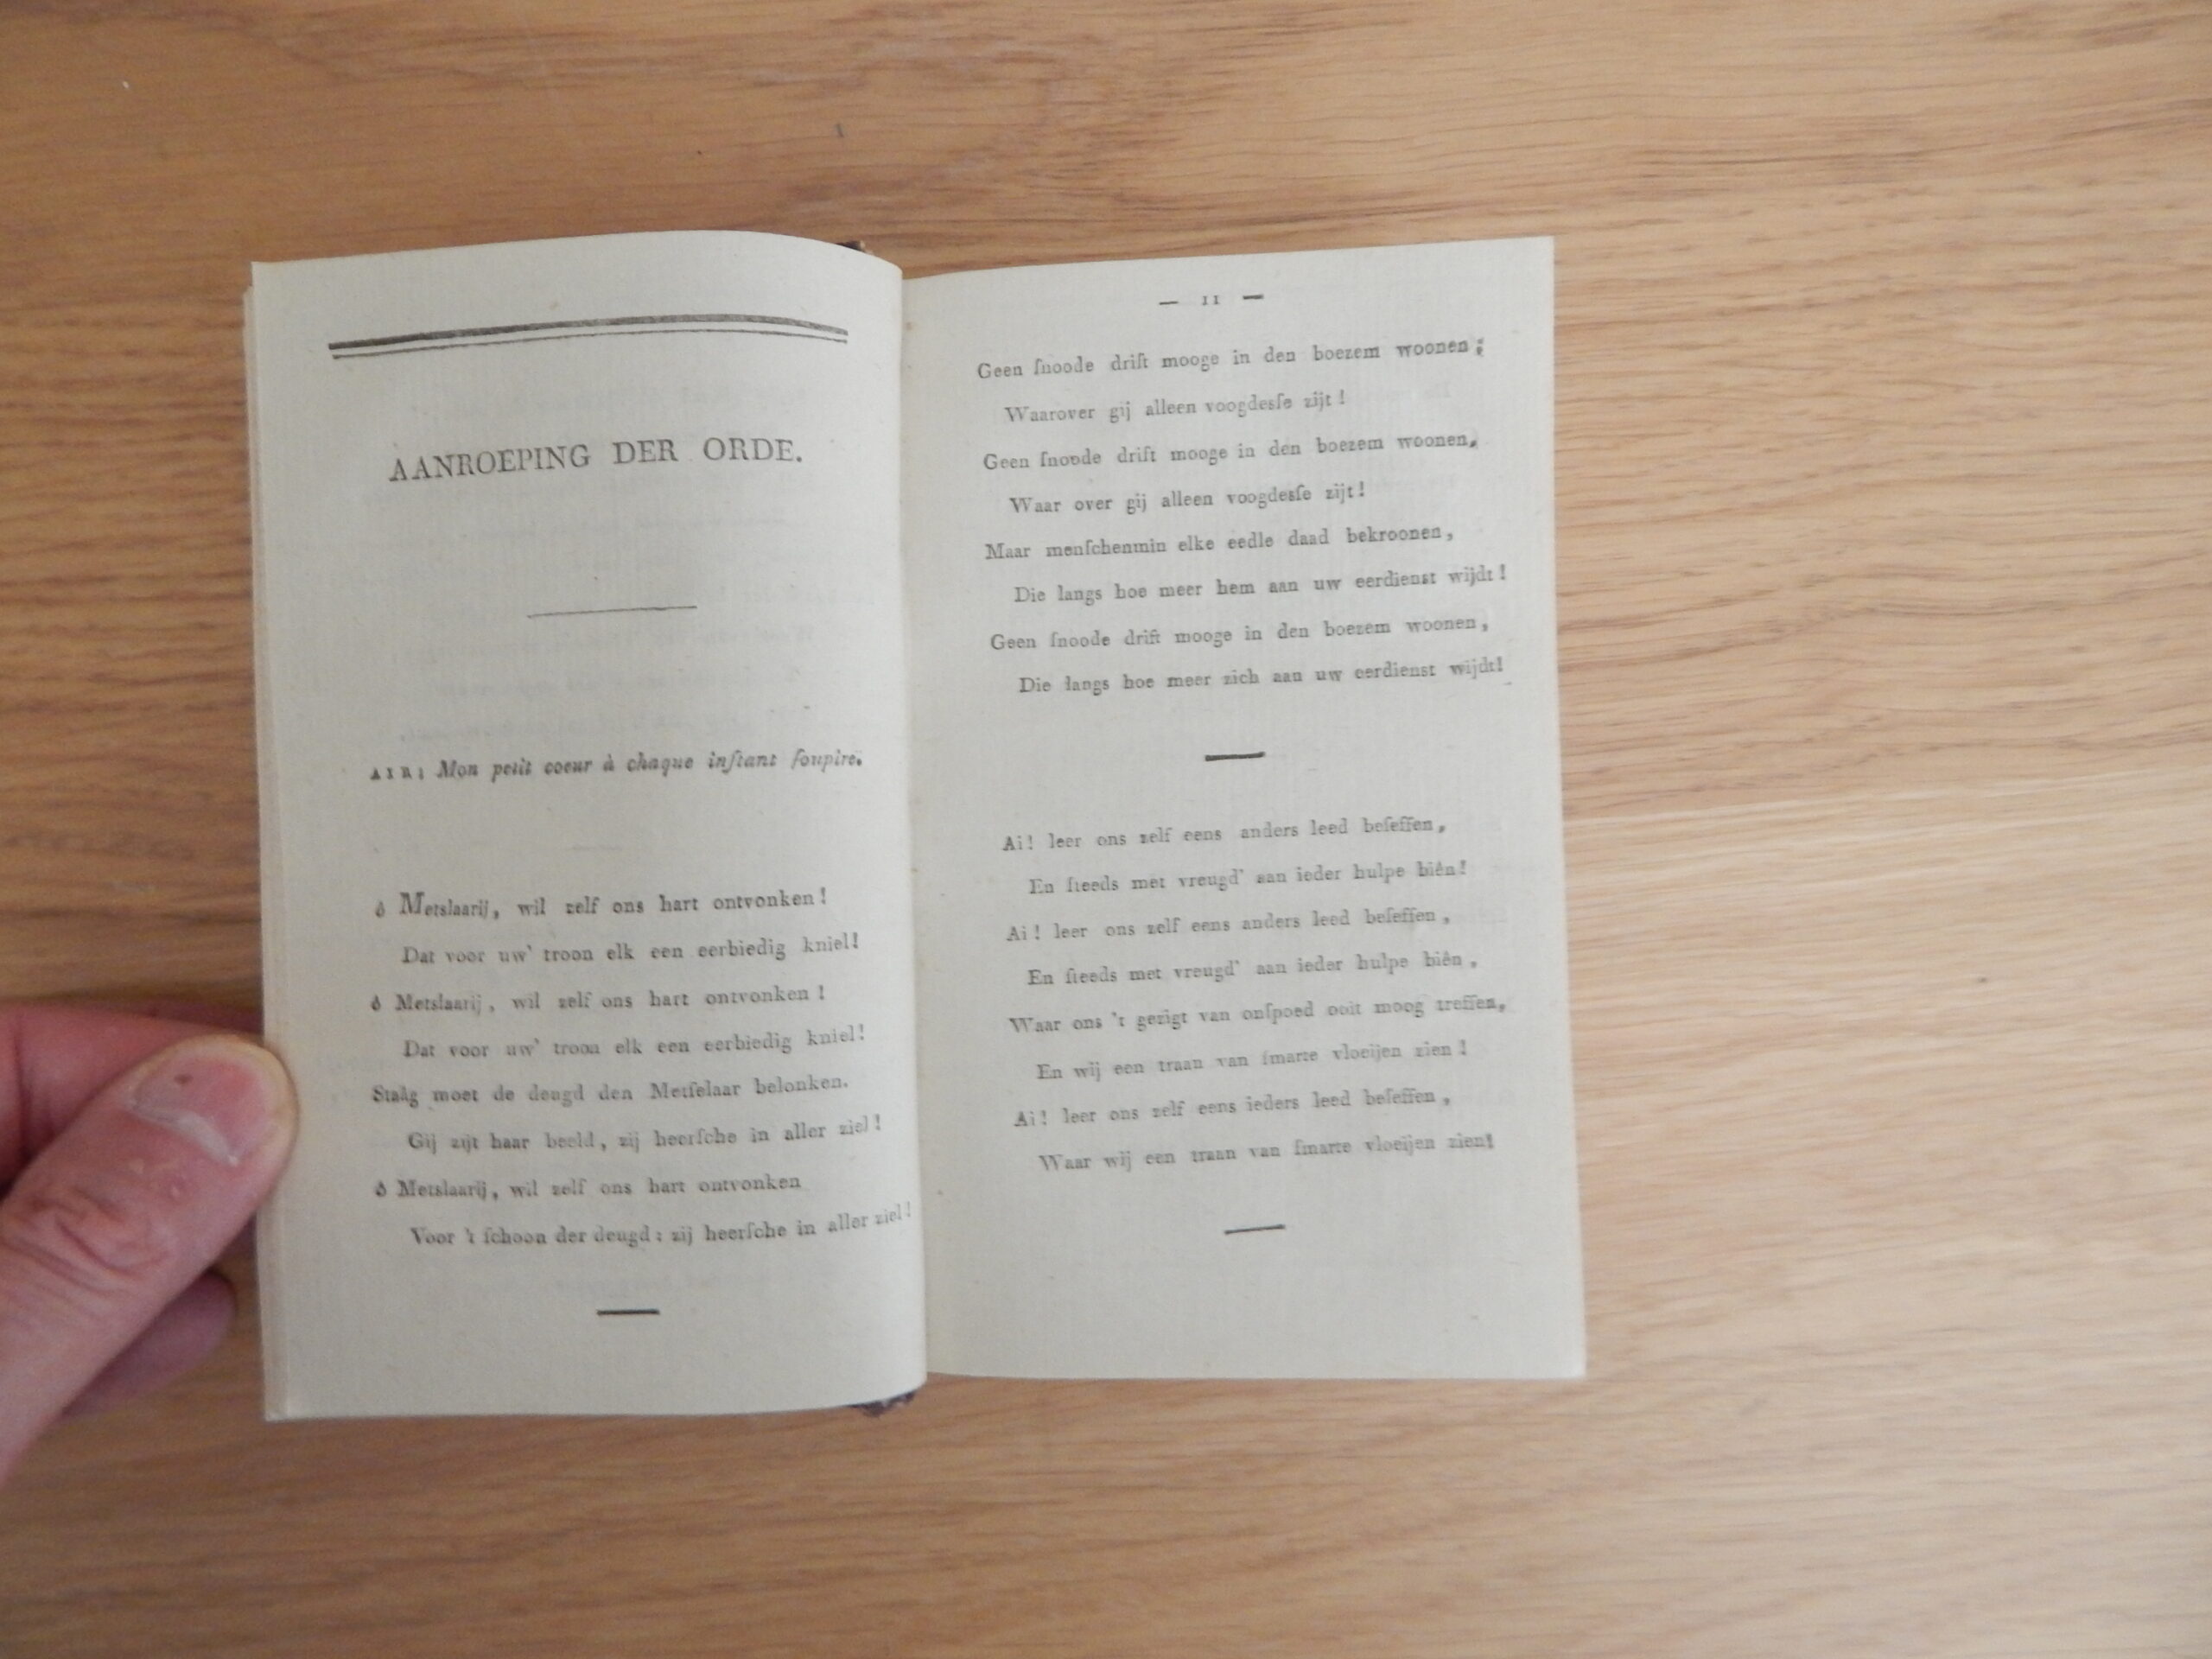 AANROEPING DER ORDE.
AIR: Mon petit coeur à chaque inſtant ſoupire.
ô Metslaarij, wil zelf ons hart ontvonken!
Dat voor uw' troon elk een eerbiedig kniel!
ô Metslaarij, wil zelf ons hart ontvonken!
Dat voor uw' troon elk een eerbiedig kniel!
Staâg moet de deugd den Metſelaar belonken.
Gij zijt haar beeld, zij heerſche in aller ziel!
ô Metslaarij, wil zelf ons hart ontvonken
Voor 't ſchoon der deugd: zij heerſche in aller ziel!
— 11 —
Geen ſnoode drift mooge in den boezem woonen;
Waarover gij alleen voogdesſe zijt!
Geen ſnoode drift mooge in den boezem woonen,
Waar over gij alleen voogdesſe zijt!
Maar menſchenmin elke eedle daad bekroonen,
Die langs hoe meer hem aan uw eerdienst wijdt!
Geen ſnoode drift mooge in den boezem woonen,
Die langs hoe meer zich aan uw eerdienst wijdt!
Ai! leer ons zelf eens anders leed beſeffen,
En ſteeds met vreugd' aan ieder hulpe biên!
Ai! leer ons zelf eens anders leed beſeffen,
En ſteeds met vreugd' aan ieder hulpe biên,
Waar ons 't gezigt van onſpoed ooit moog treffen,
En wij een traan van ſmarte vloeijen zien!
Ai! leer ons zelf eens ieders leed beſeffen,
Waar wij een traan van ſmarte vloeijen zien!